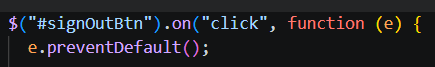 $("#signOutBtn").on("click", function (e) {
  e.preventDefault();